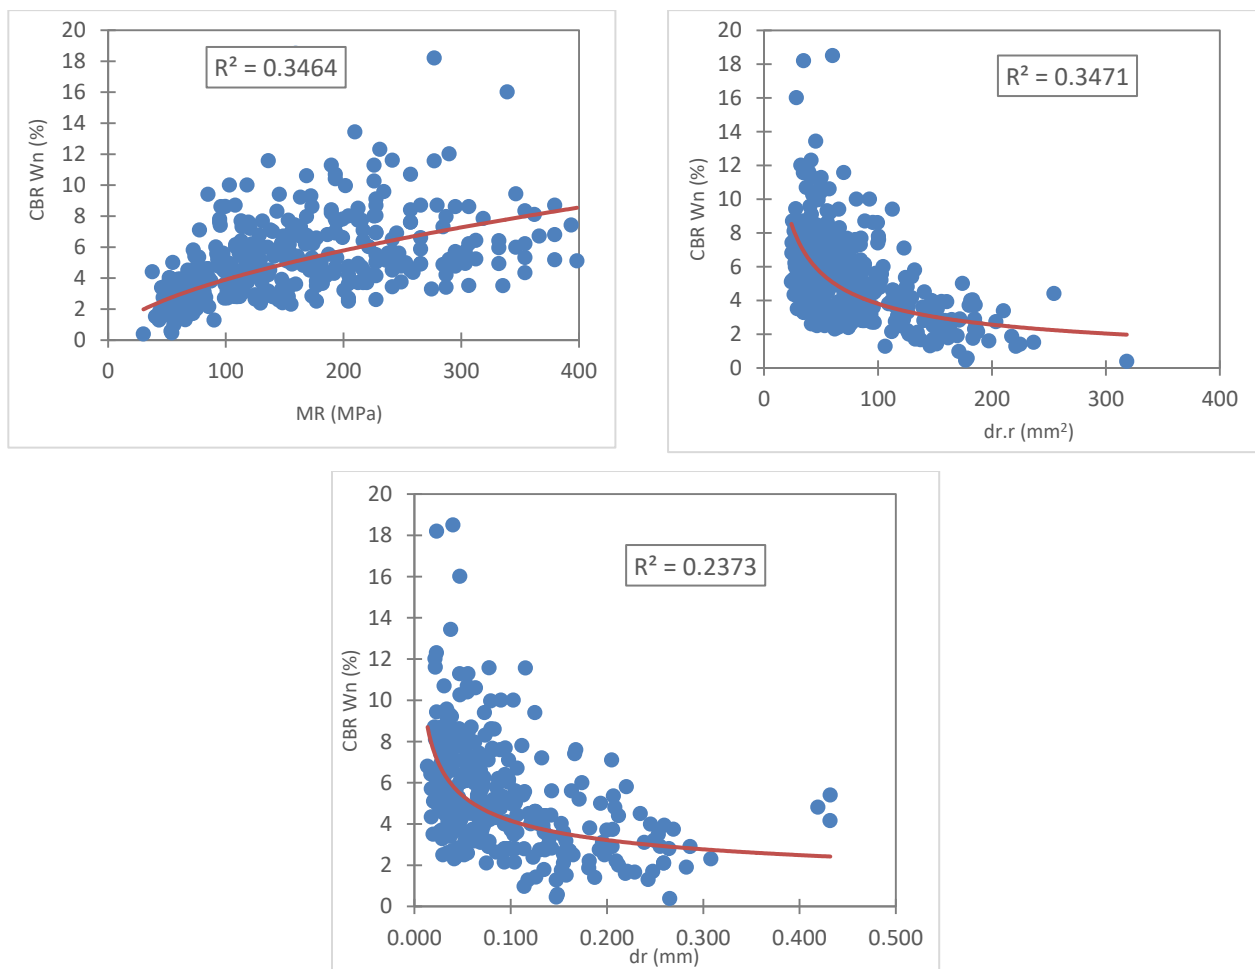 R² = 0.3464
CBR Wn (%)
20
18
16
14
12
10
8
6
4
2
0
0 100 200 300 400
MR (MPa)
R² = 0.3471
CBR Wn (%)
20
18
16
14
12
10
8
6
4
2
0
0 100 200 300 400
dr.r (mm²)
R² = 0.2373
CBR Wn (%)
20
18
16
14
12
10
8
6
4
2
0
0.000 0.100 0.200 0.300 0.400 0.500
dr (mm)